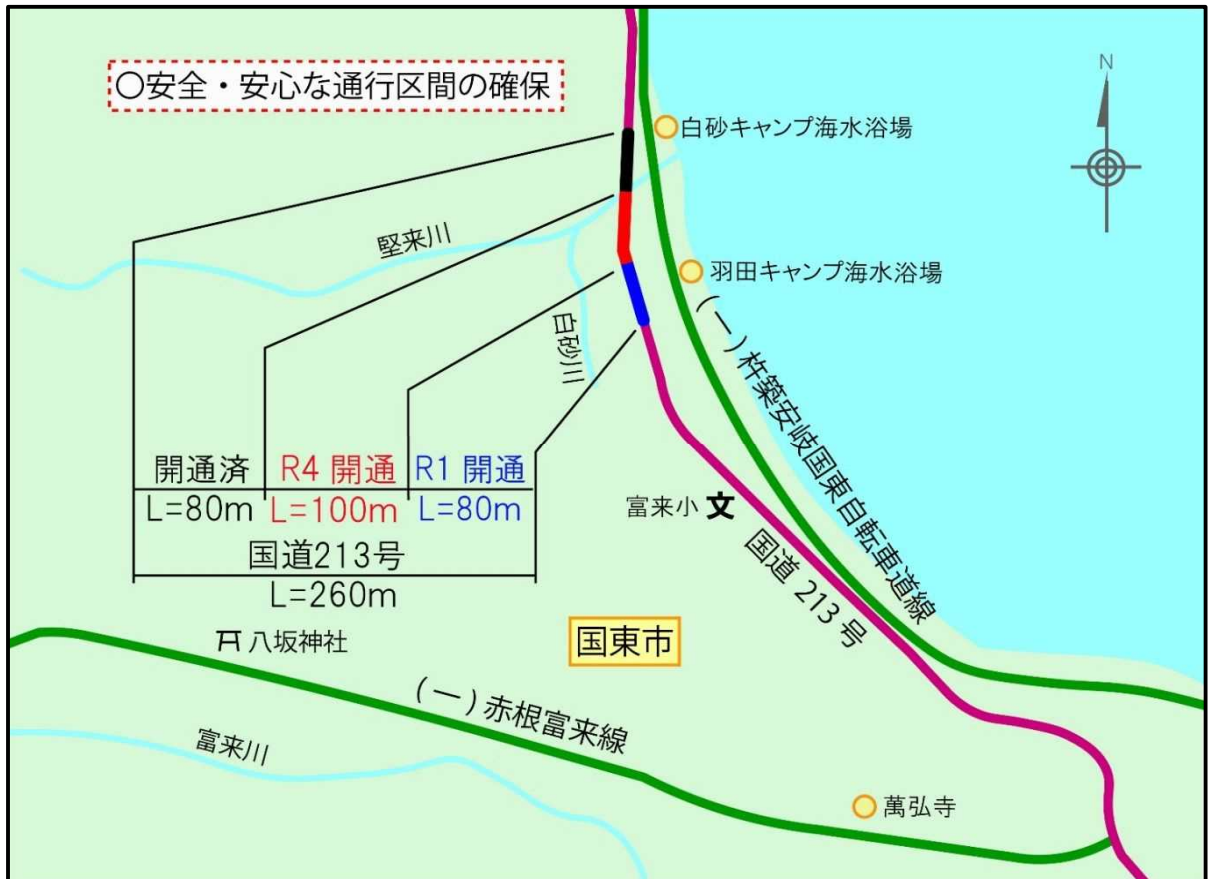 〇安全・安心な通行区間の確保
N
白砂キャンプ海水浴場
堅来川
羽田キャンプ海水浴場
白砂川
(一)杵築安岐国東自転車道線
開通済 R4 開通 R1 開通
L=80m L=100m L=80m
国道213号
L=260m
富来小 文
国道 213 号
八坂神社
国東市
(一)赤根富来線
富来川
萬弘寺